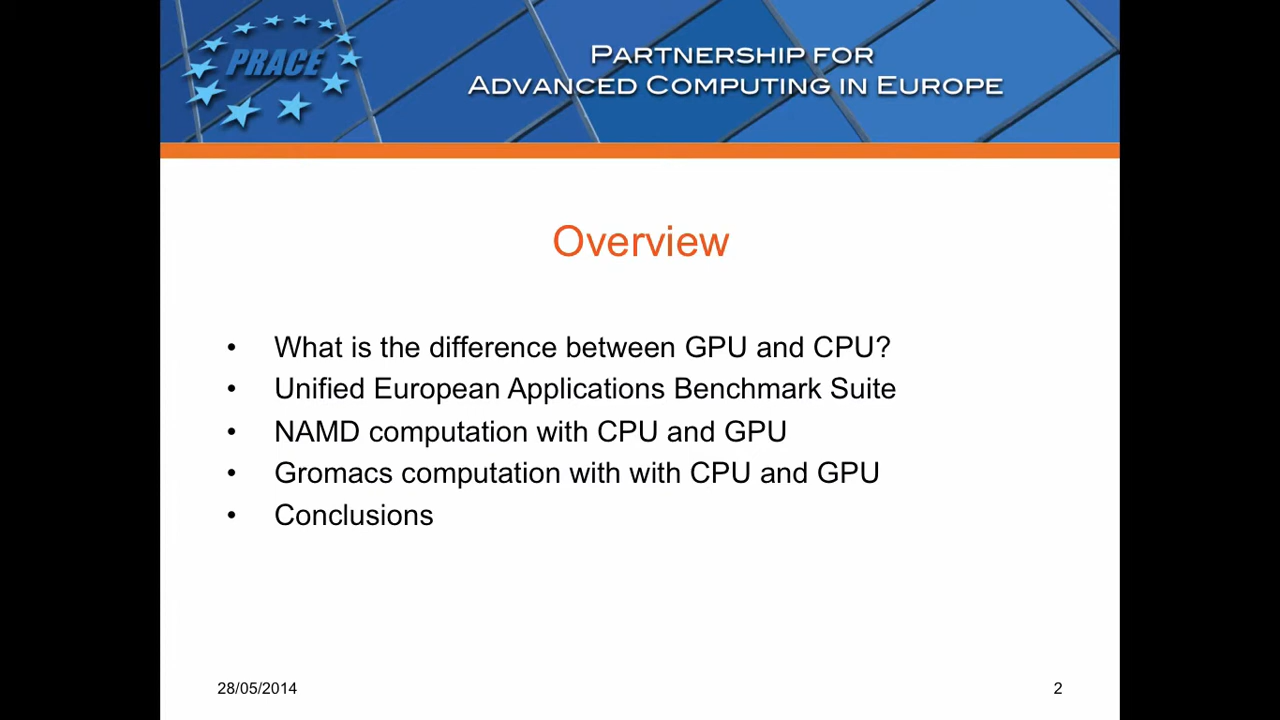 PRACE
PARTNERSHIP FOR
ADVANCED COMPUTING IN EUROPE
Overview
• What is the difference between GPU and CPU?
• Unified European Applications Benchmark Suite
• NAMD computation with CPU and GPU
• Gromacs computation with with CPU and GPU
• Conclusions
28/05/2014
2